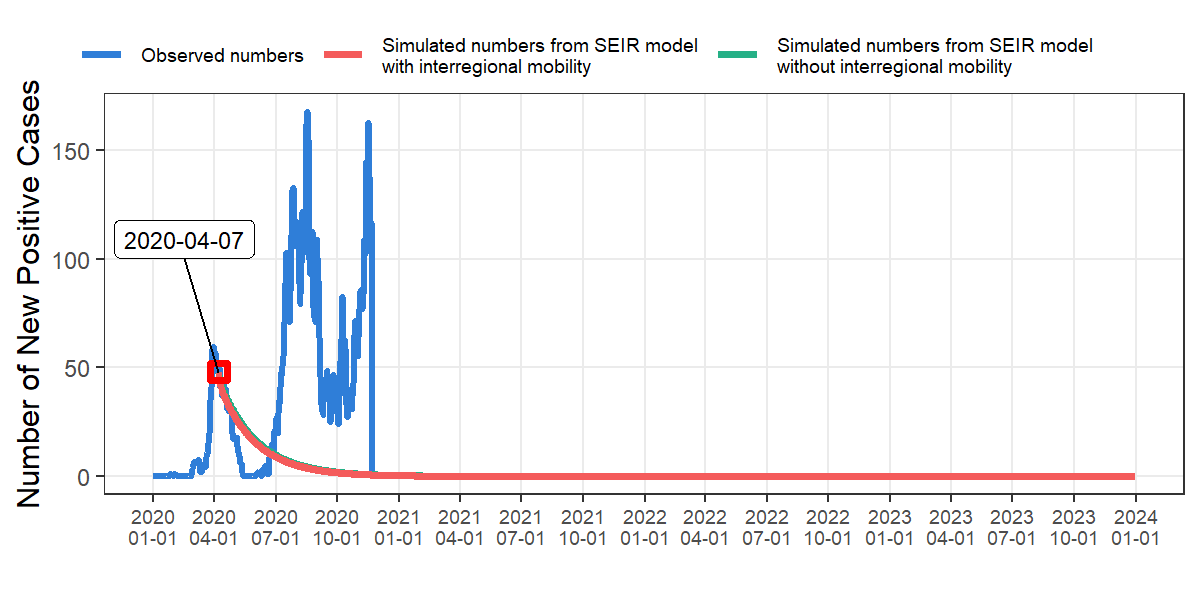 Observed numbers
Simulated numbers from SEIR model
with interregional mobility
Simulated numbers from SEIR model
without interregional mobility
Number of New Positive Cases
150
100
50
0
2020-04-07
2020 2020 2020 2020 2021 2021 2021 2021 2022 2022 2022 2022 2023 2023 2023 2023 2024
01-01 04-01 07-01 10-01 01-01 04-01 07-01 10-01 01-01 04-01 07-01 10-01 01-01 04-01 07-01 10-01 01-01